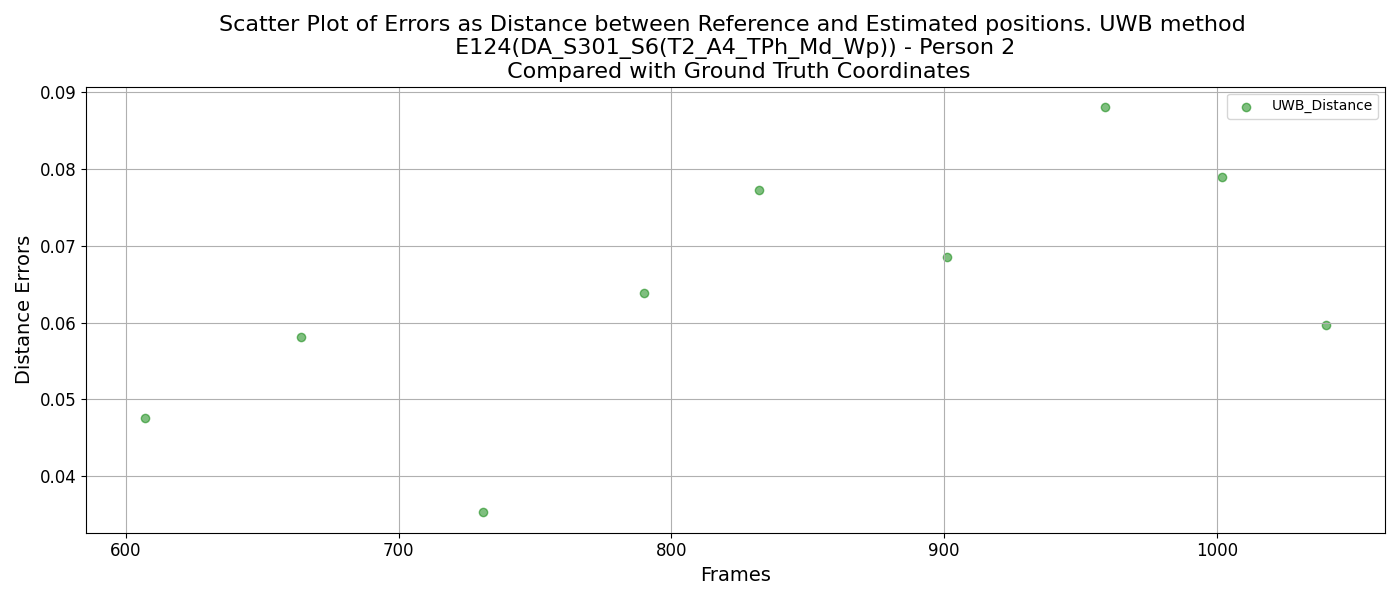 Scatter Plot of Errors as Distance between Reference and Estimated positions. UWB method
E124(DA_S301_S6(T2_A4_TPh_Md_Wp)) - Person 2
Compared with Ground Truth Coordinates
UWB_Distance
Distance Errors
0.09
0.08
0.07
0.06
0.05
0.04
600 700 800 900 1000
Frames